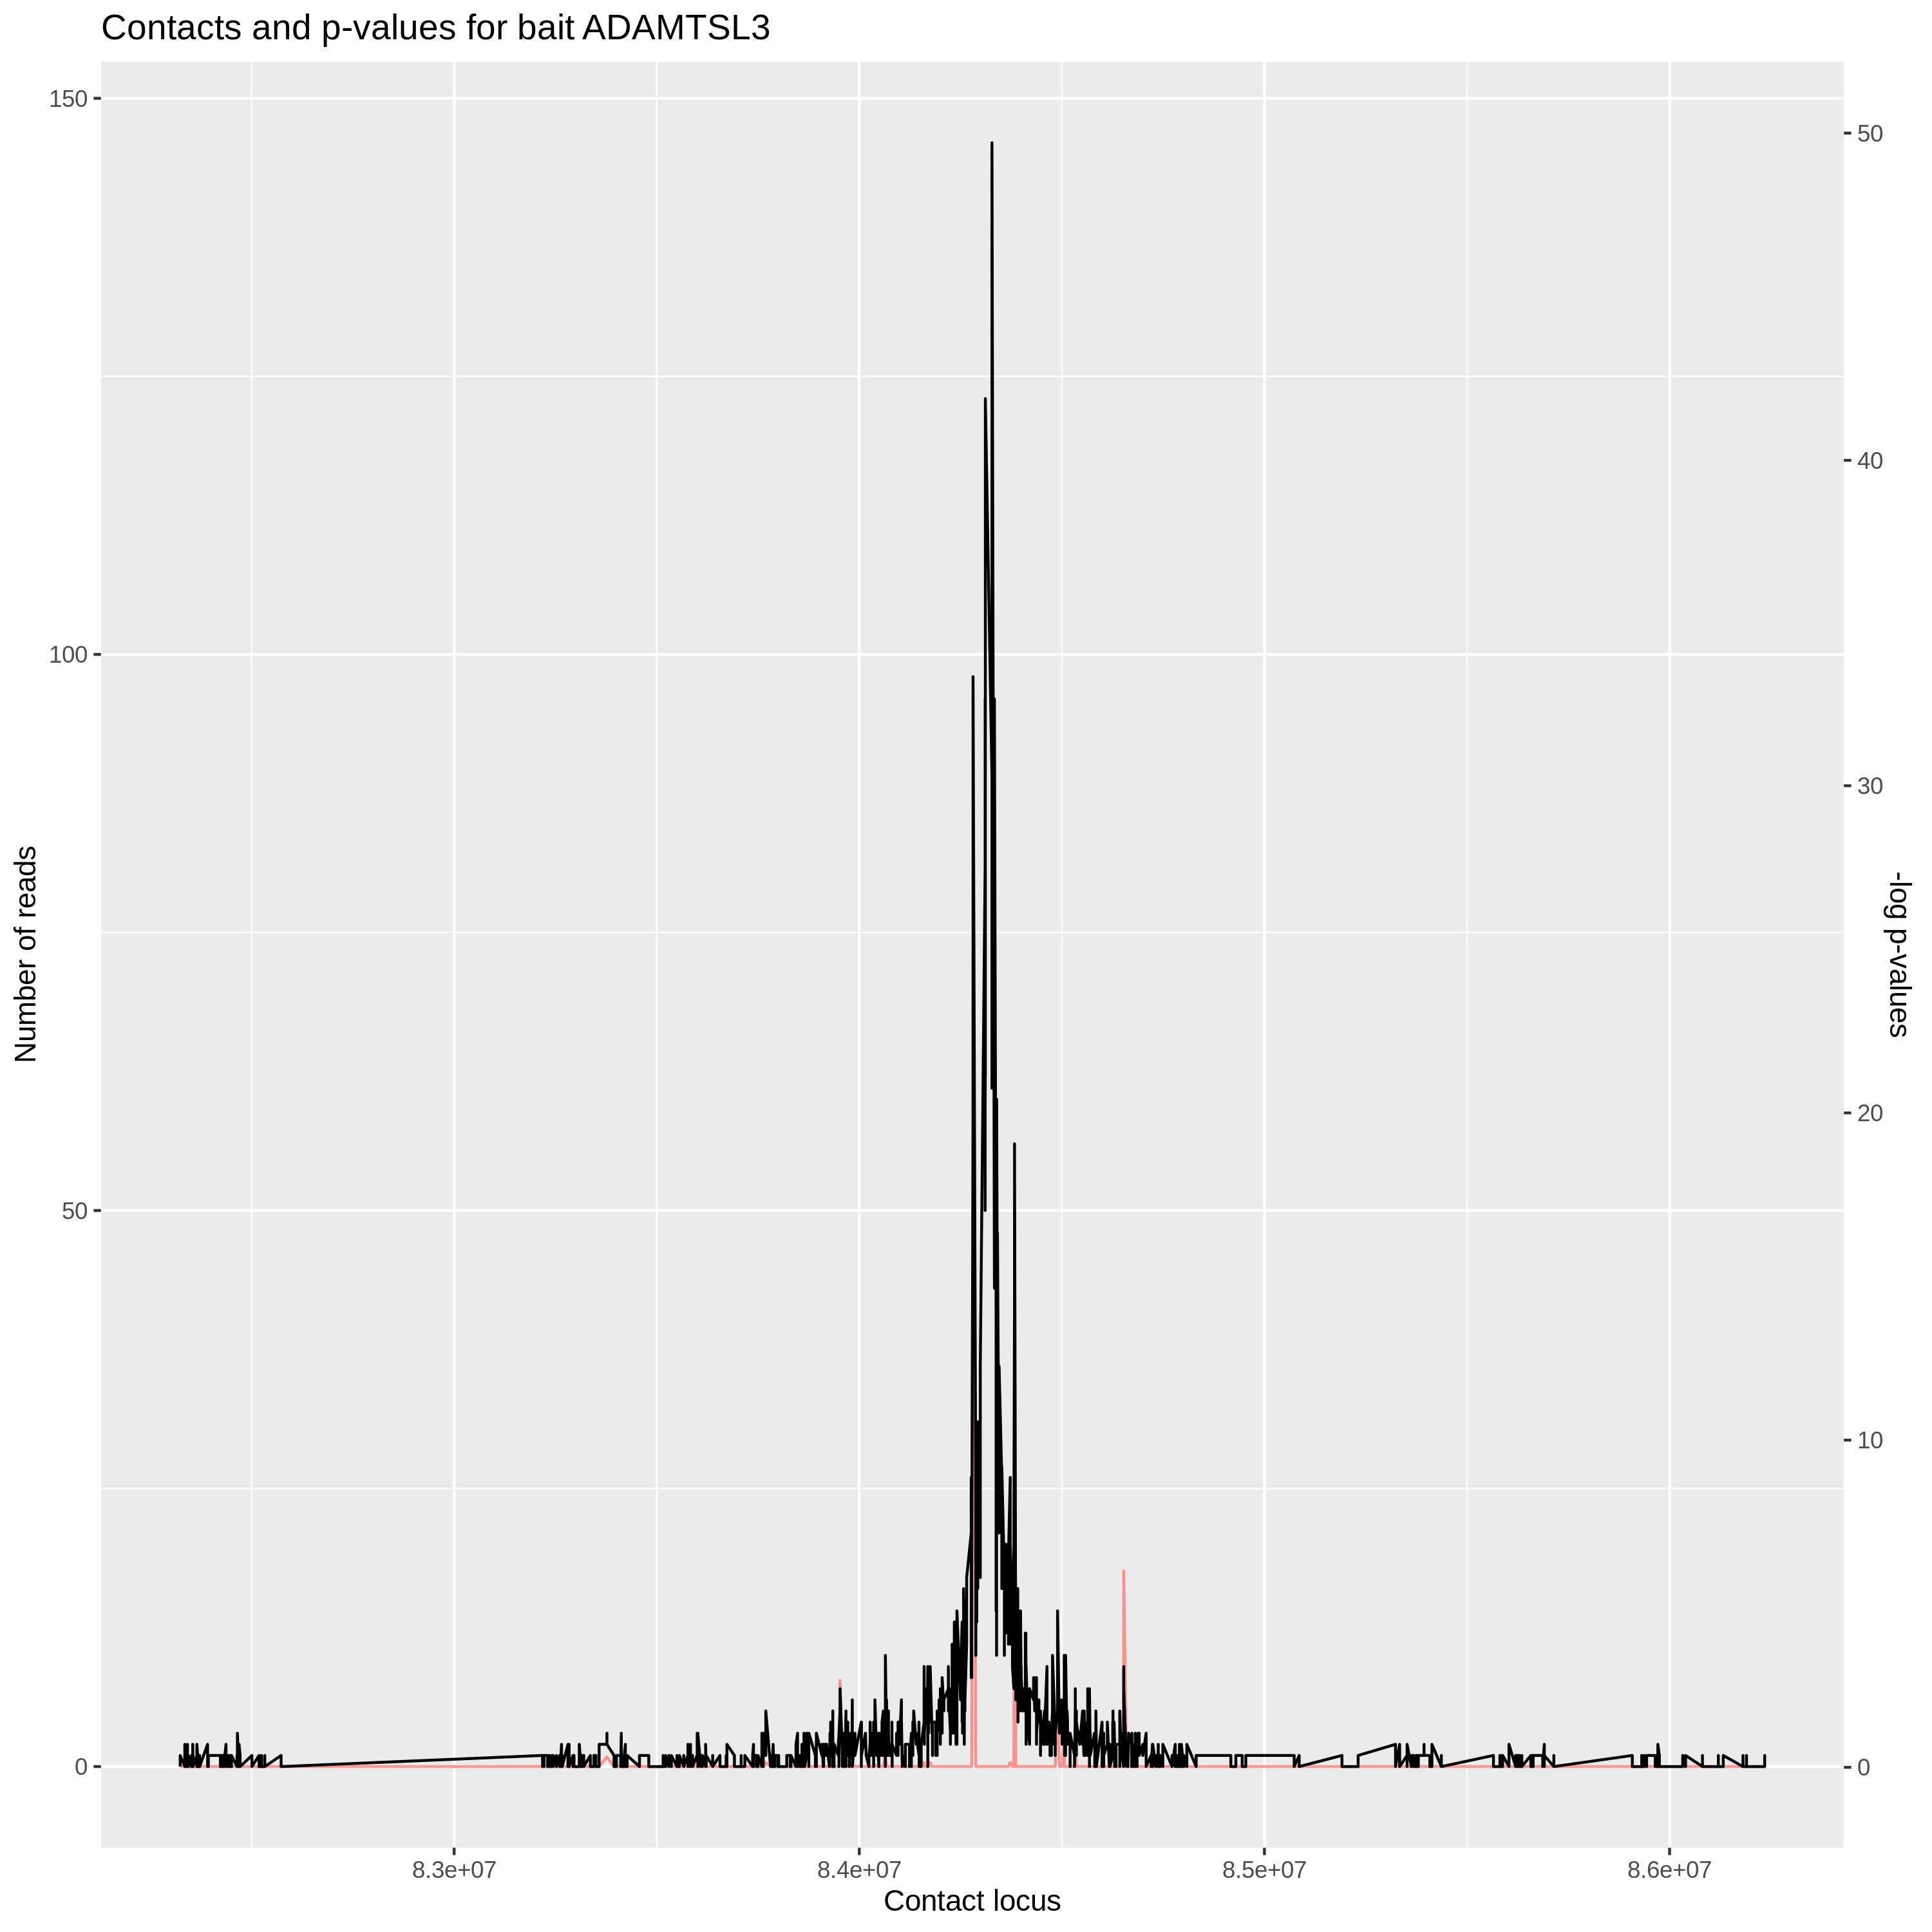 Contacts and p-values for bait ADAMTSL3
150
100
50
0
Number of reads
50
40
30
20
10
0
-log p-values
8.3e+07
8.4e+07
8.5e+07
8.6e+07
Contact locus